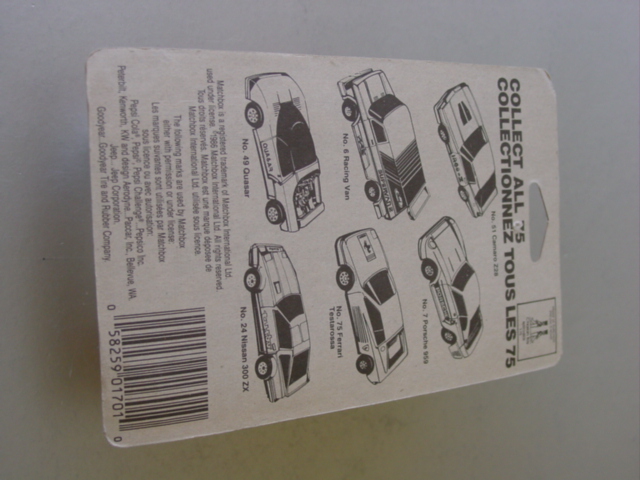 COLLECT ALL 75
COLLECTIONNEZ TOUS LES 75
No. 51 Camaro Z28
No. 7 Porsche 959
No. 6 Racing Van
No. 75 Ferrari
Testarossa
No. 49 Quasar
QUASAR
No. 24 Nissan 300 ZX
Matchbox is a registered trademark of Matchbox International Ltd
used under license. ©1986 Matchbox International Ltd. All rights reserved.
Tous droits réservés. Matchbox est une marque déposée de
Matchbox International Ltd. utilisée sous licence.
The following marks are used by Matchbox
either with permission or under license:
Les marques suivantes sont utilisées par Matchbox
sous licence ou avec autorisation:
Pepsi Cola® Pepsi® Pepsi Challenge®...Pepsico Inc.
Peterbilt, Kenworth, KW and design Aerodyne...Paccar, Inc., Bellevue, WA.
Jeep...Jeep Corporation.
Goodyear...Goodyear Tire and Rubber Company.
0 58259 01701 0